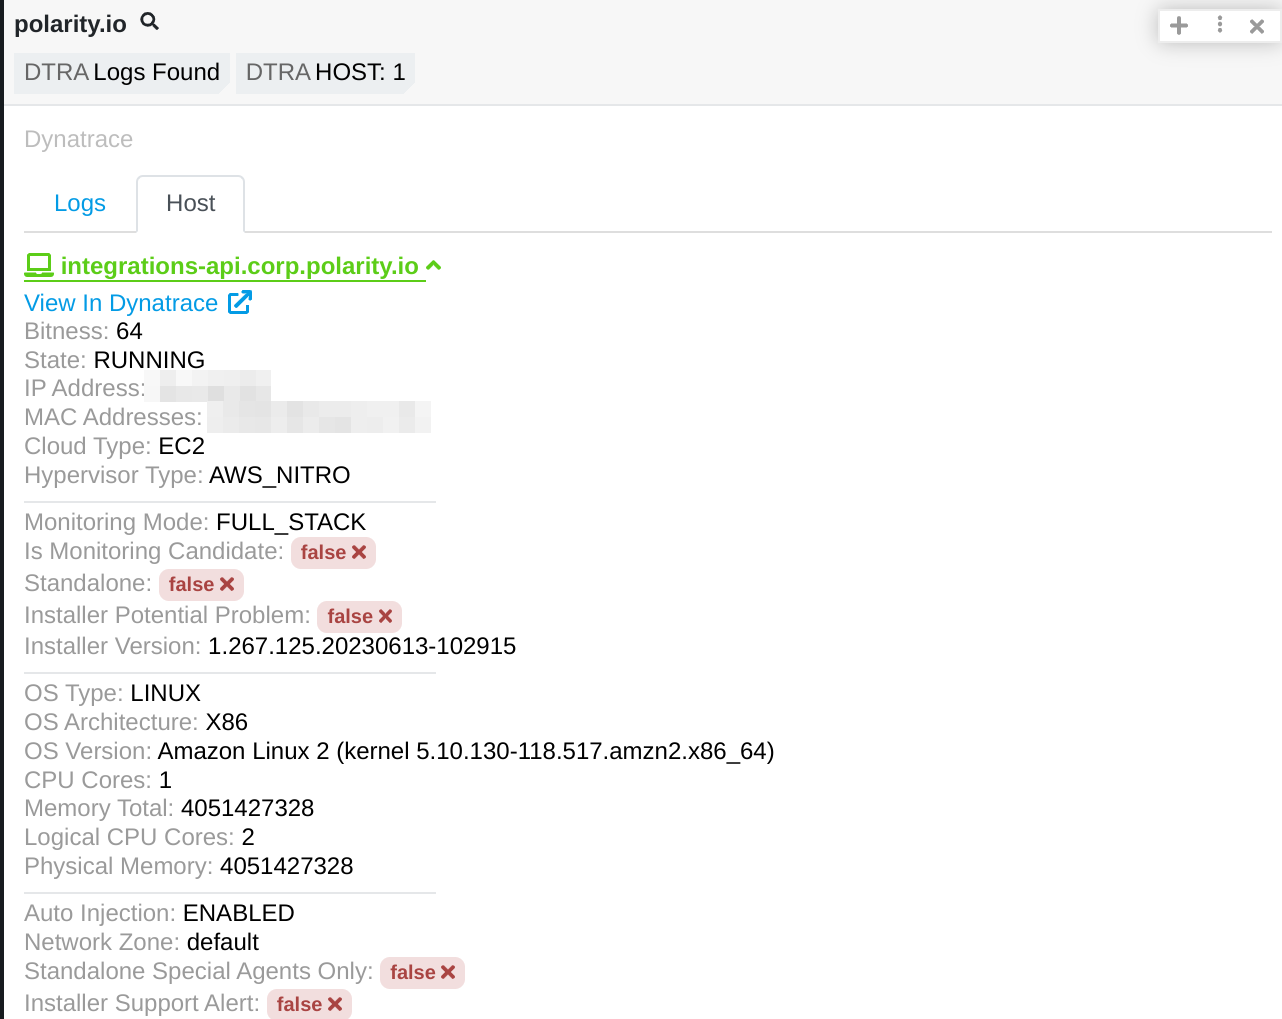 polarity.io
DTRA Logs Found DTRA HOST: 1
Dynatrace
Logs Host
integrations-api.corp.polarity.io
View In Dynatrace
Bitness: 64
State: RUNNING
IP Address:
MAC Addresses:
Cloud Type: EC2
Hypervisor Type: AWS_NITRO
Monitoring Mode: FULL_STACK
Is Monitoring Candidate: false
Standalone: false
Installer Potential Problem: false
Installer Version: 1.267.125.20230613-102915
OS Type: LINUX
OS Architecture: X86
OS Version: Amazon Linux 2 (kernel 5.10.130-118.517.amzn2.x86_64)
CPU Cores: 1
Memory Total: 4051427328
Logical CPU Cores: 2
Physical Memory: 4051427328
Auto Injection: ENABLED
Network Zone: default
Standalone Special Agents Only: false
Installer Support Alert: false